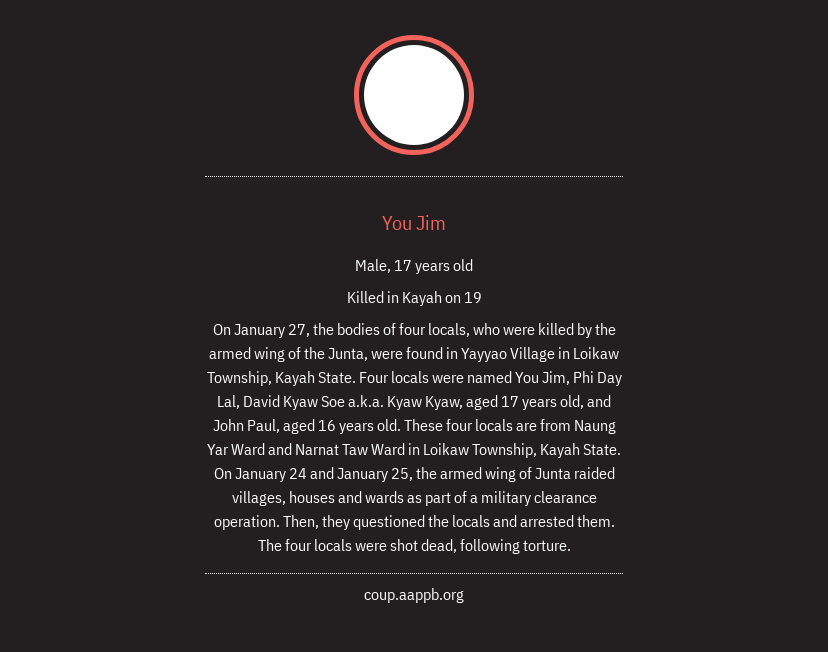 You Jim
Male, 17 years old
Killed in Kayah on 19
On January 27, the bodies of four locals, who were killed by the
armed wing of the Junta, were found in Yayyao Village in Loikaw
Township, Kayah State. Four locals were named You Jim, Phi Day
Lal, David Kyaw Soe a.k.a. Kyaw Kyaw, aged 17 years old, and
John Paul, aged 16 years old. These four locals are from Naung
Yar Ward and Narnat Taw Ward in Loikaw Township, Kayah State.
On January 24 and January 25, the armed wing of Junta raided
villages, houses and wards as part of a military clearance
operation. Then, they questioned the locals and arrested them.
The four locals were shot dead, following torture.
coup.aappb.org